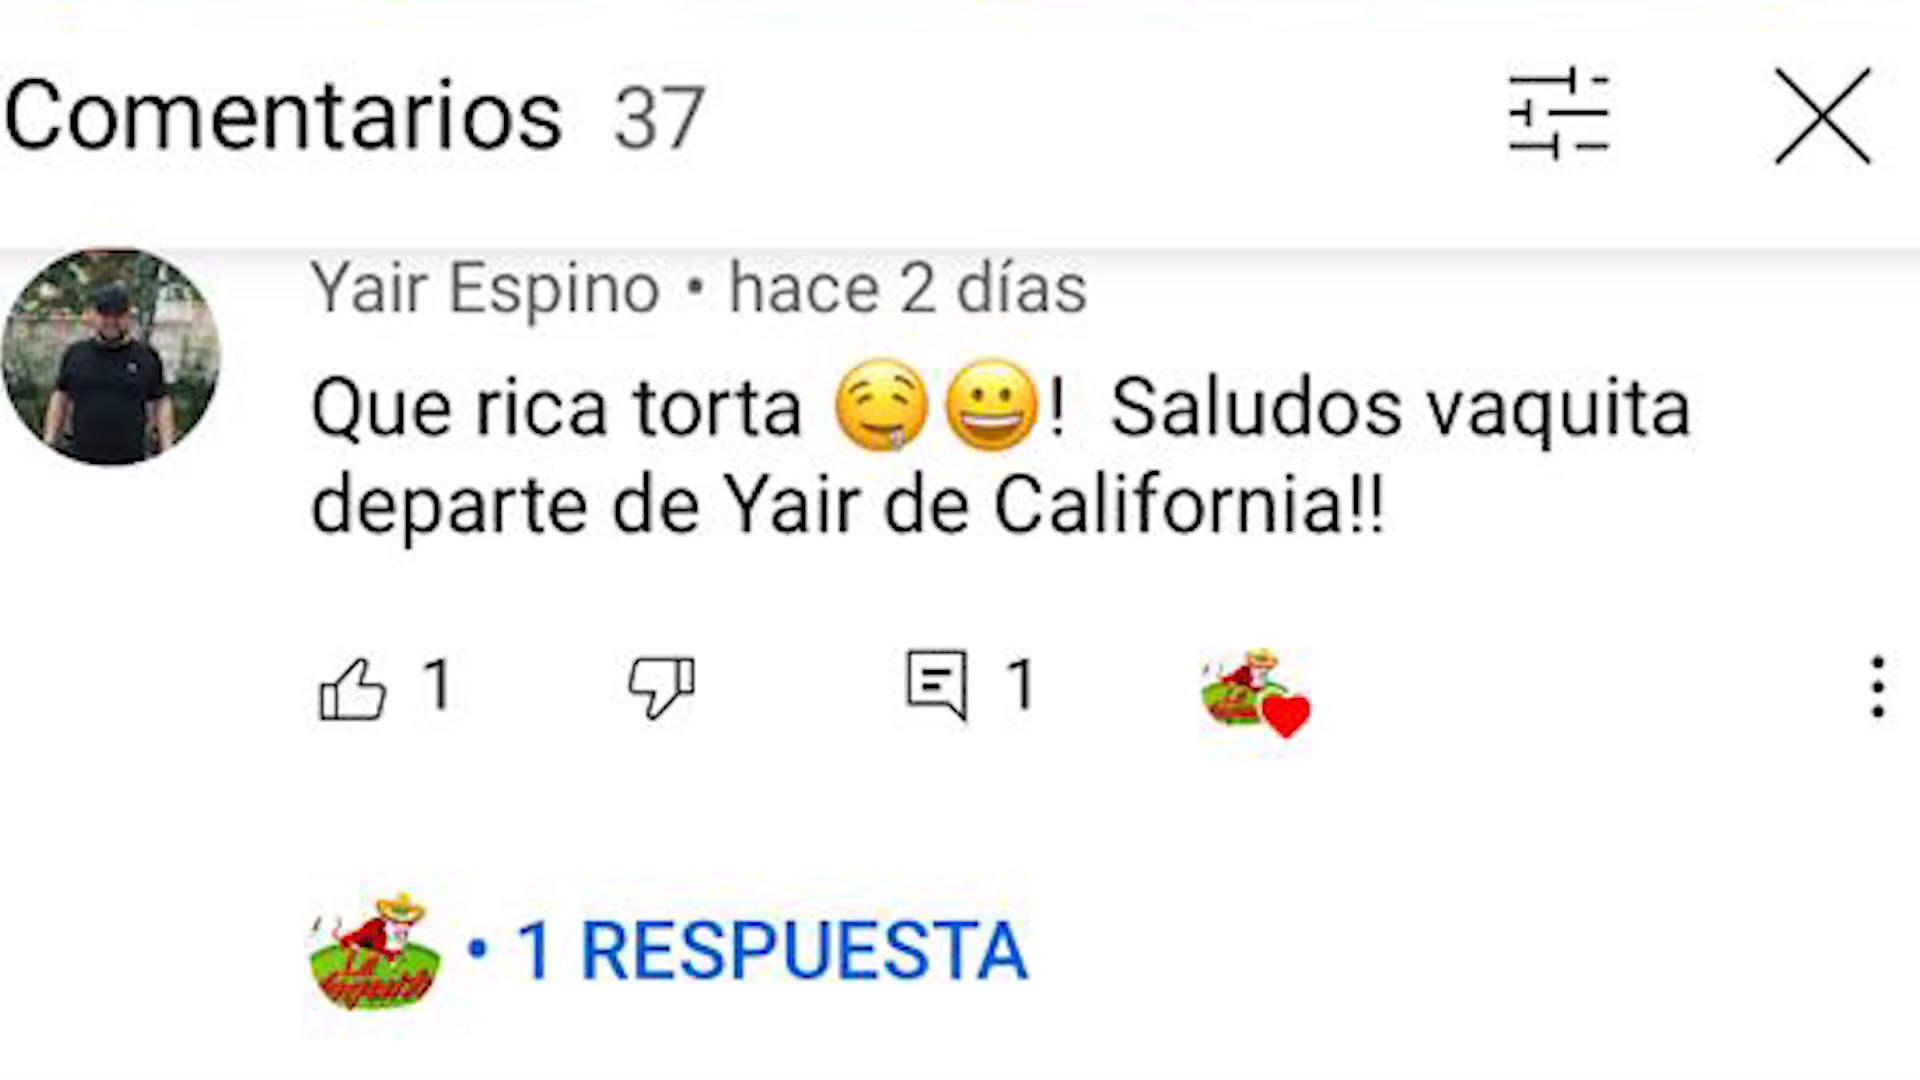 Comentarios 37
Yair Espino • hace 2 días
Que rica torta 🤤😀! Saludos vaquita
departe de Yair de California!!
1 1
• 1 RESPUESTA